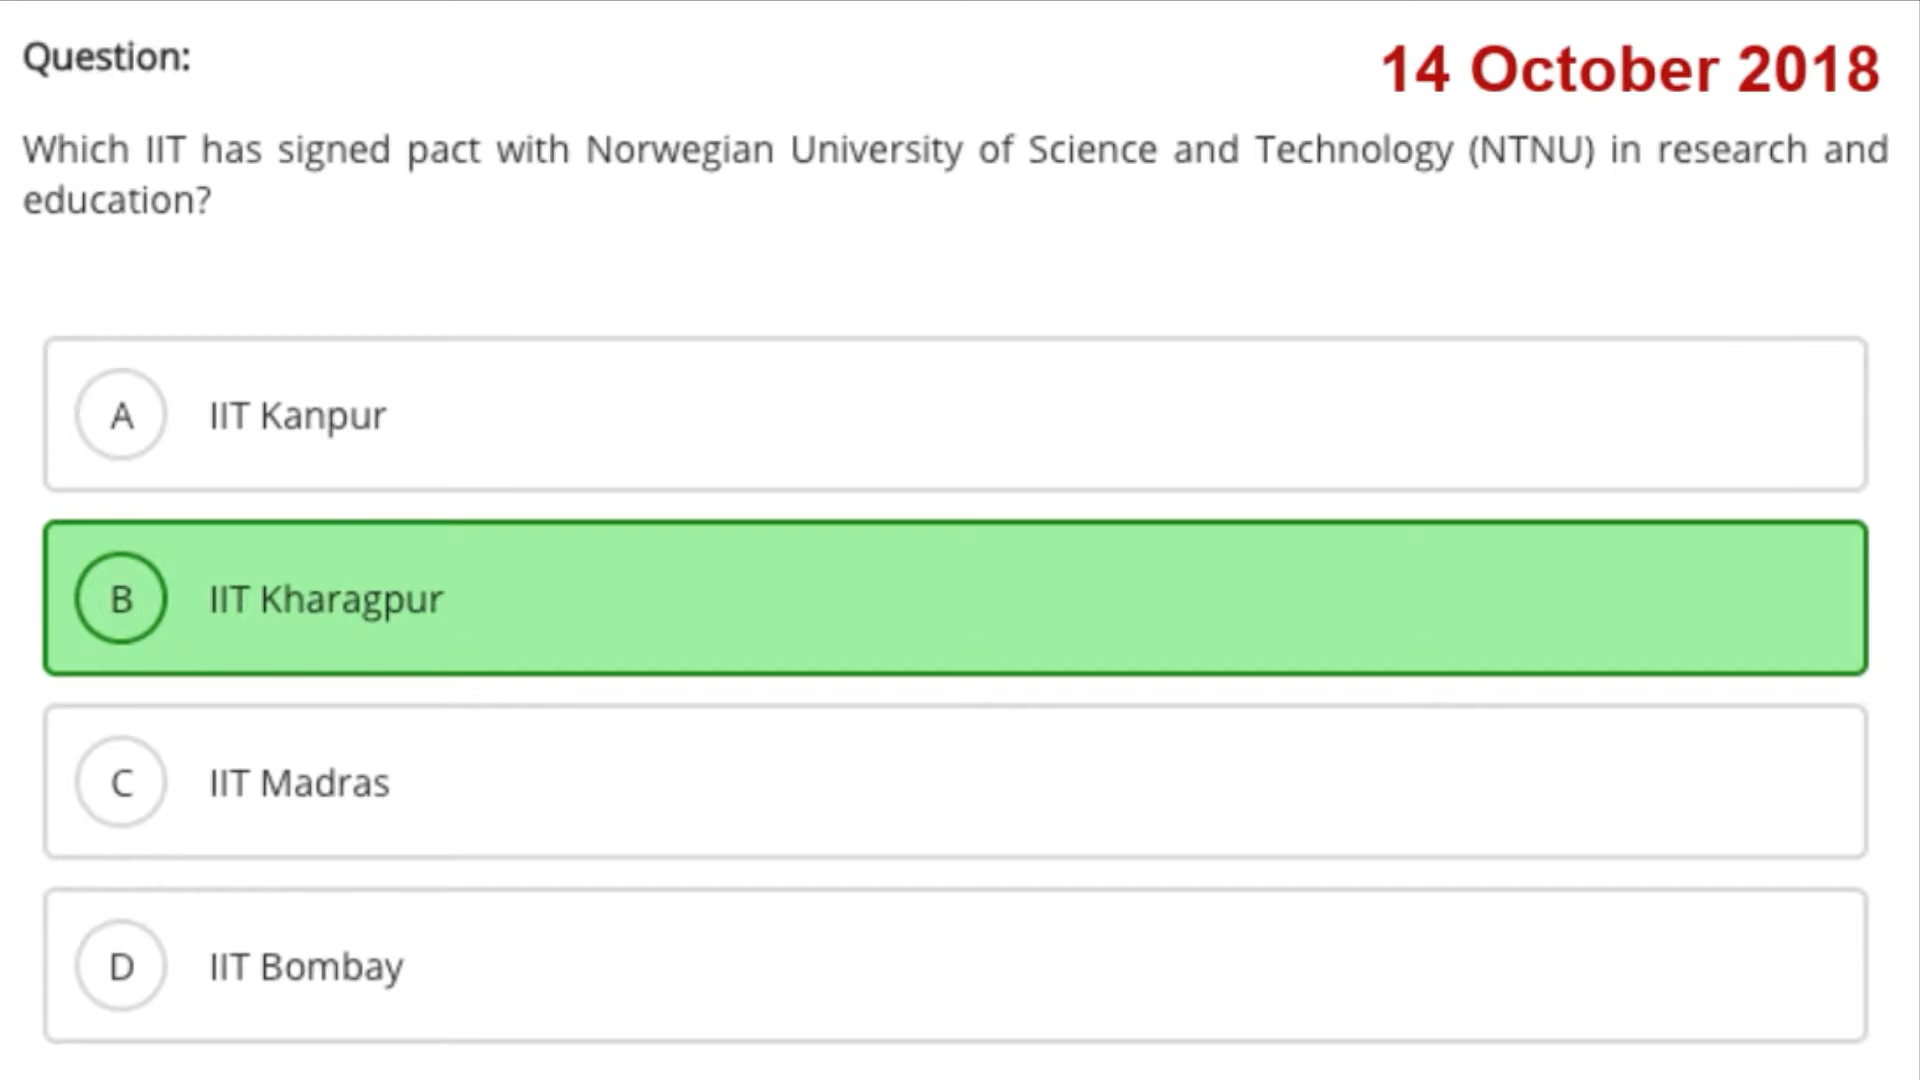 Question:
14 October 2018
Which IIT has signed pact with Norwegian University of Science and Technology (NTNU) in research and
education?
A IIT Kanpur
B IIT Kharagpur
C IIT Madras
D IIT Bombay